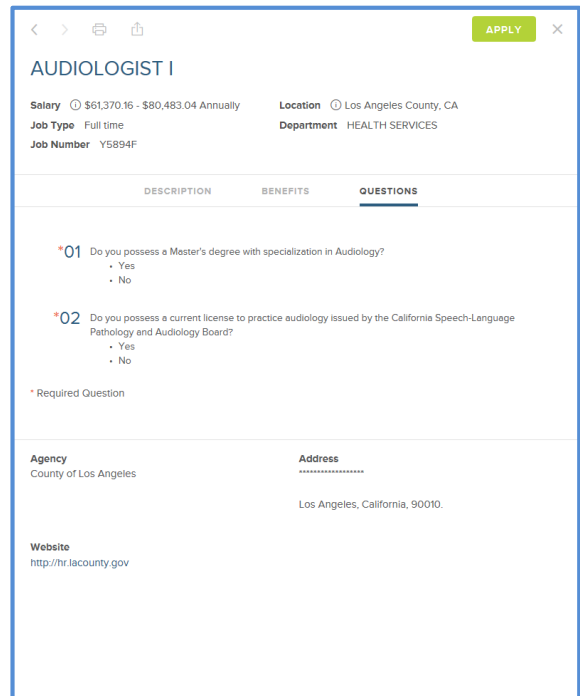 APPLY
AUDIOLOGIST I
Salary $61,370.16 - $80,483.04 Annually
Location Los Angeles County, CA
Job Type Full time
Department HEALTH SERVICES
Job Number Y5894F
DESCRIPTION BENEFITS QUESTIONS
*01 Do you possess a Master's degree with specialization in Audiology?
• Yes
• No
*02 Do you possess a current license to practice audiology issued by the California Speech-Language
Pathology and Audiology Board?
• Yes
• No
* Required Question
Agency
County of Los Angeles
Address
******************
Los Angeles, California, 90010.
Website
http://hr.lacounty.gov